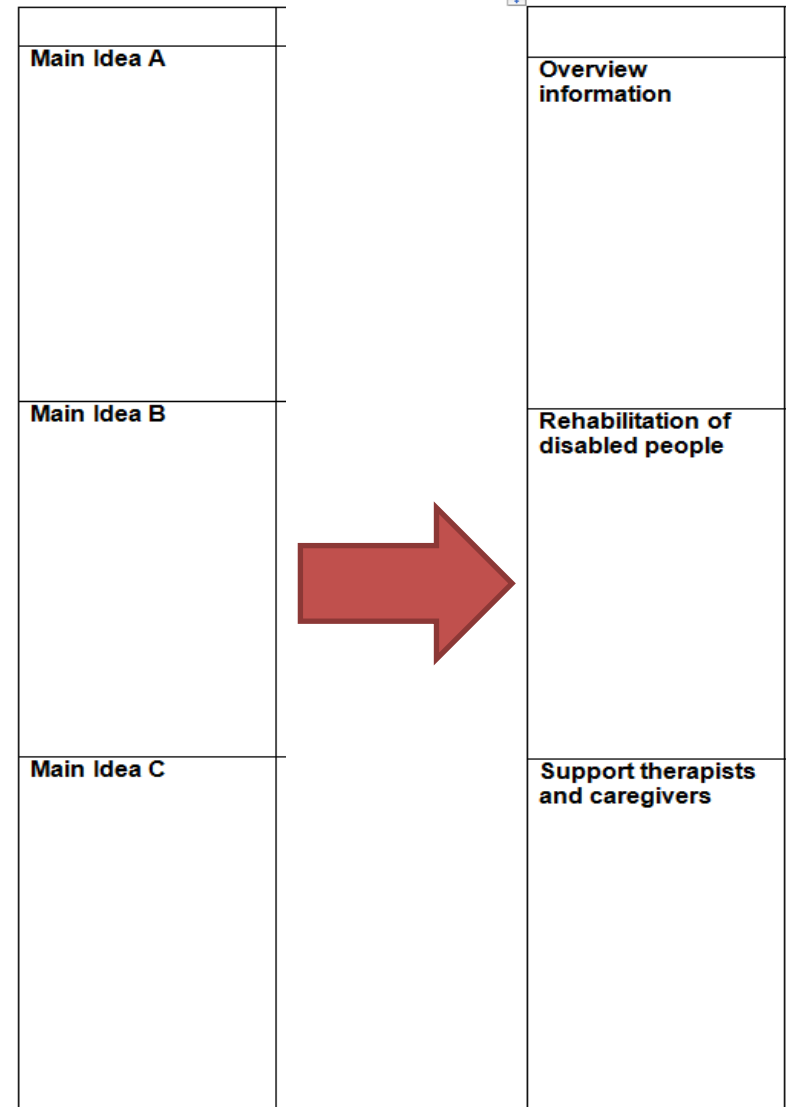 Main Idea A
Overview
information
Main Idea B
Rehabilitation of
disabled people
Main Idea C
Support therapists
and caregivers